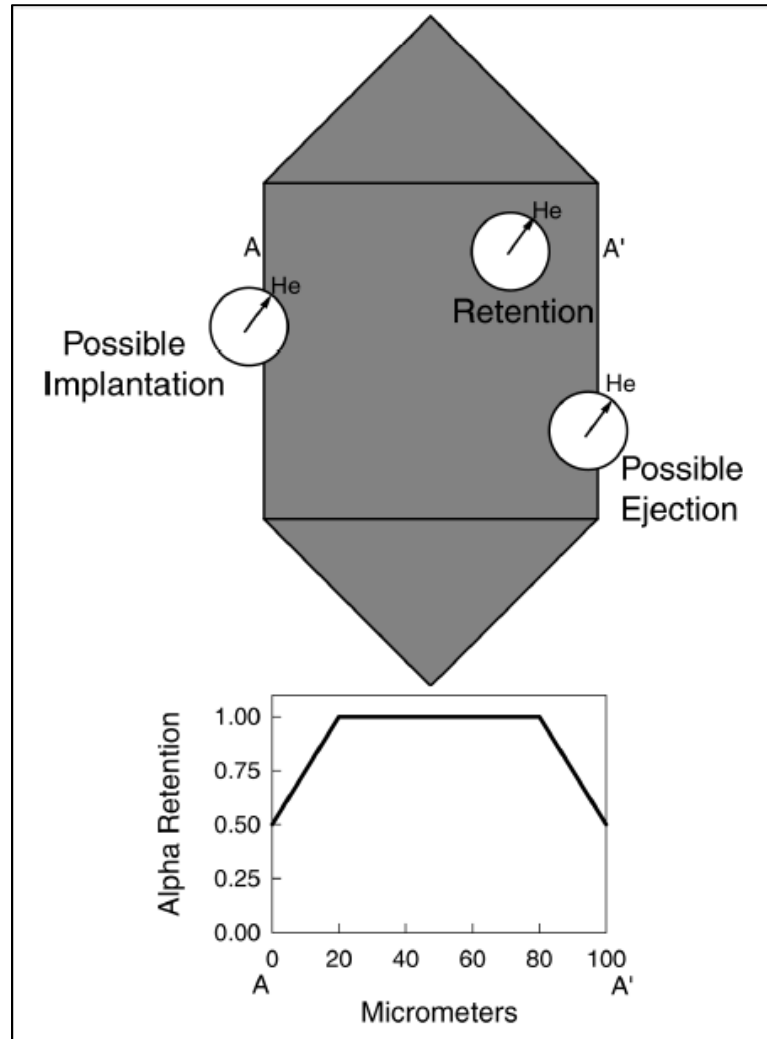 He
A
A'
He
Retention
Possible
Implantation
He
Possible
Ejection
Alpha Retention
1.00
0.75
0.50
0.25
0.00
0 20 40 60 80 100
A A'
Micrometers